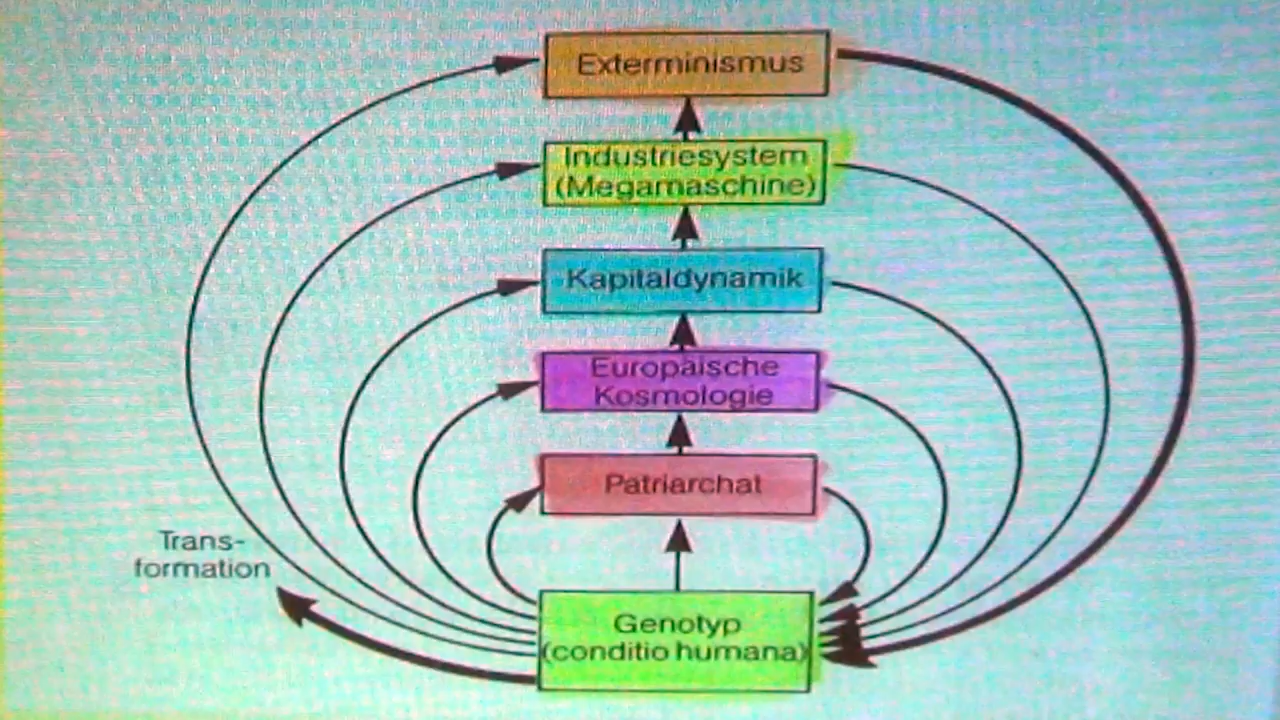 Exterminismus
Industriesystem
(Megamaschine)
Kapitaldynamik
Europäische
Kosmologie
Patriarchat
Trans-
formation
Genotyp
(conditio humana)